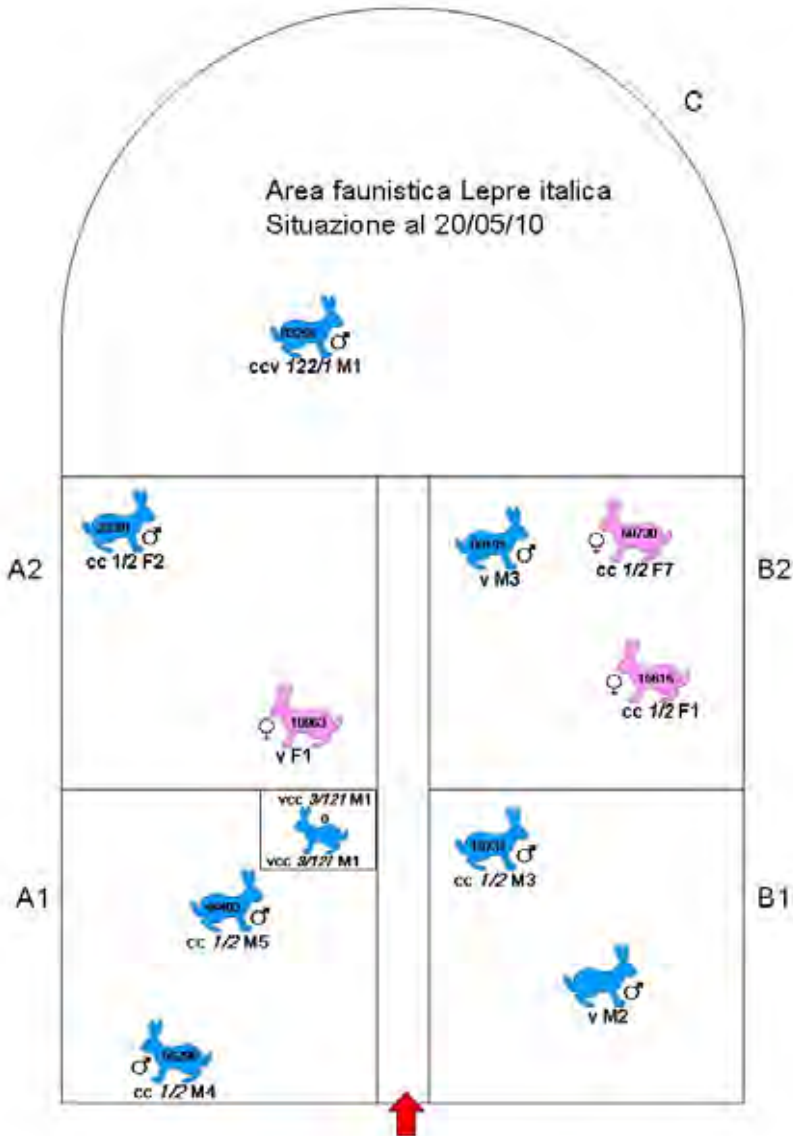 C
Area faunistica Lepre italica
Situazione al 20/05/10
ccv 122/1 M1
A2
cc 1/2 F2
10963
v F1
B2
v M3
cc 1/2 F7
cc 1/2 F1
A1
vcc 3/121 M1
o
vcc 3/121 M1
cc 1/2 M5
cc 1/2 M4
B1
cc 1/2 M3
v M2